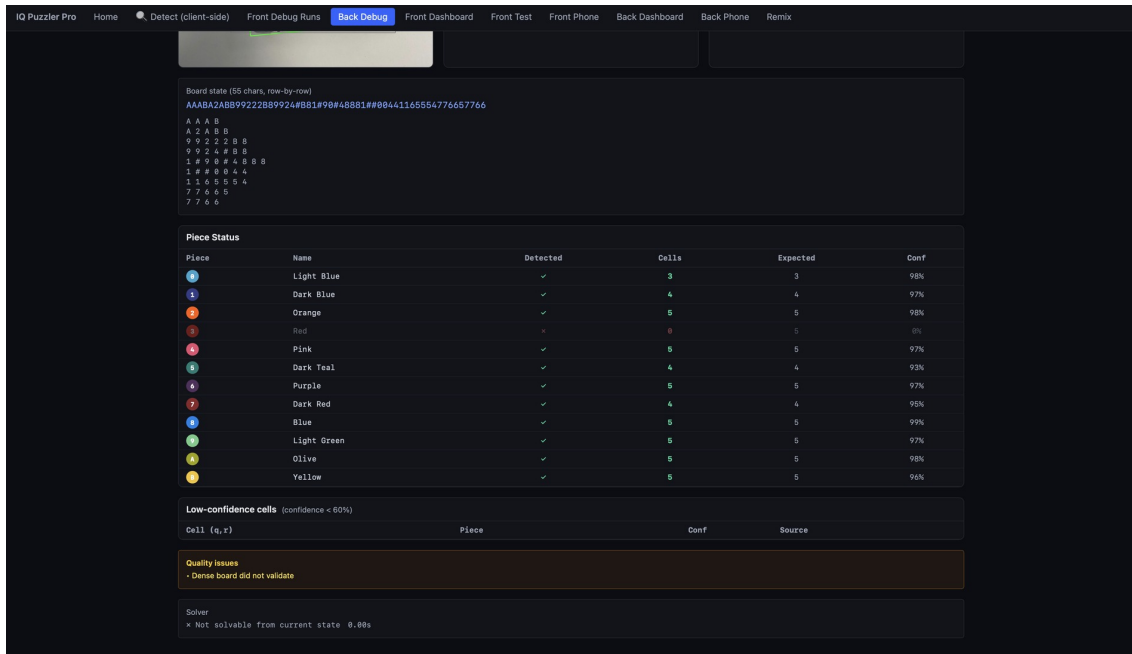 IQ Puzzler Pro Home Detect (client-side) Front Debug Runs Back Debug Front Dashboard Front Test Front Phone Back Dashboard Back Phone Remix
Board state (55 chars, row-by-row)
AAABA2ABB99222B89924#B81#90#48881##00441165554776657766
A A A B
A 2 A B B
9 9 2 2 2 B 8
9 9 2 4 # B 8
1 # 9 0 # 4 8 8 8
1 # # 0 0 4 4
1 1 6 5 5 5 4
7 7 6 6 5
7 7 6 6
Piece Status
Piece Name Detected Cells Expected Conf
0 Light Blue ✓ 3 3 98%
1 Dark Blue ✓ 4 4 97%
2 Orange ✓ 5 5 98%
3 Red × 0 5 0%
4 Pink ✓ 5 5 97%
5 Dark Teal ✓ 4 4 93%
6 Purple ✓ 5 5 97%
7 Dark Red ✓ 4 4 95%
8 Blue ✓ 5 5 99%
9 Light Green ✓ 5 5 97%
A Olive ✓ 5 5 98%
B Yellow ✓ 5 5 96%
Low-confidence cells (confidence < 60%)
Cell (q,r) Piece Conf Source
Quality issues
• Dense board did not validate
Solver
× Not solvable from current state 0.00s